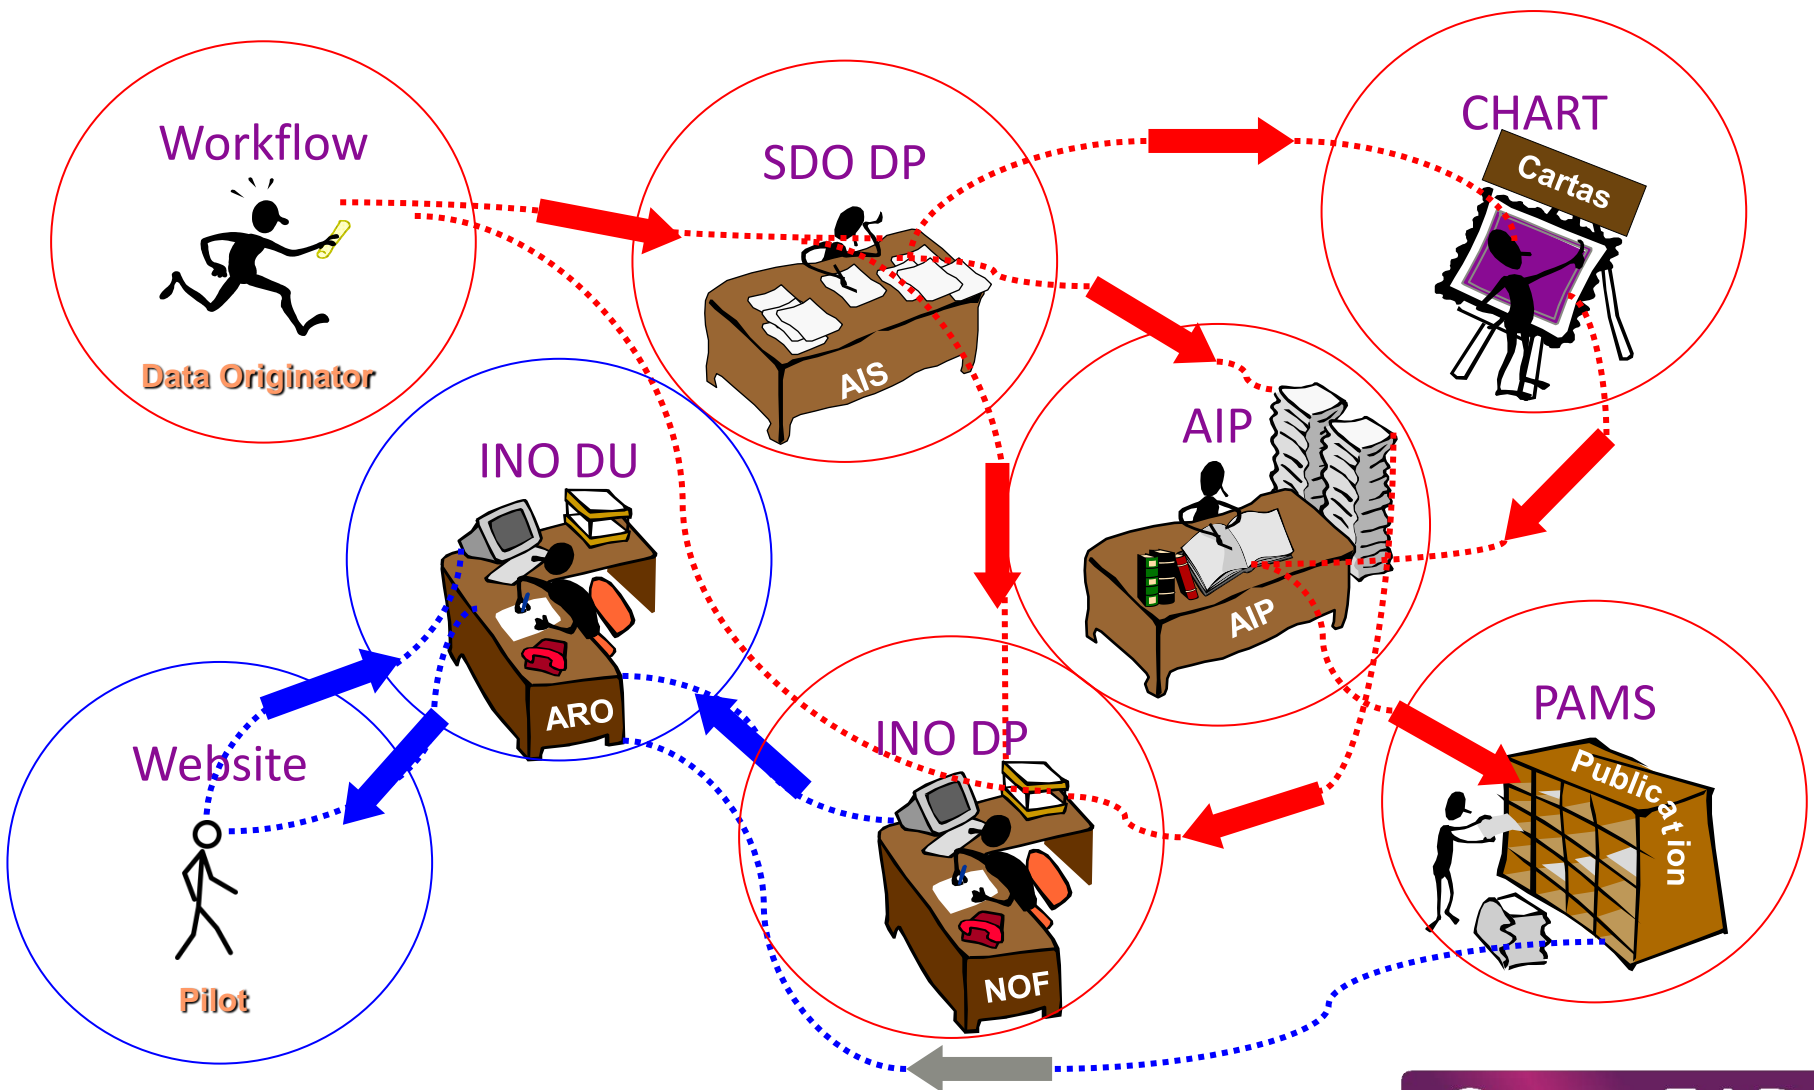 Workflow
Data Originator
SDO DP
AIS
CHART
Cartas
INO DU
ARO
AIP
AIP
Website
Pilot
INO DP
NOF
PAMS
Publication